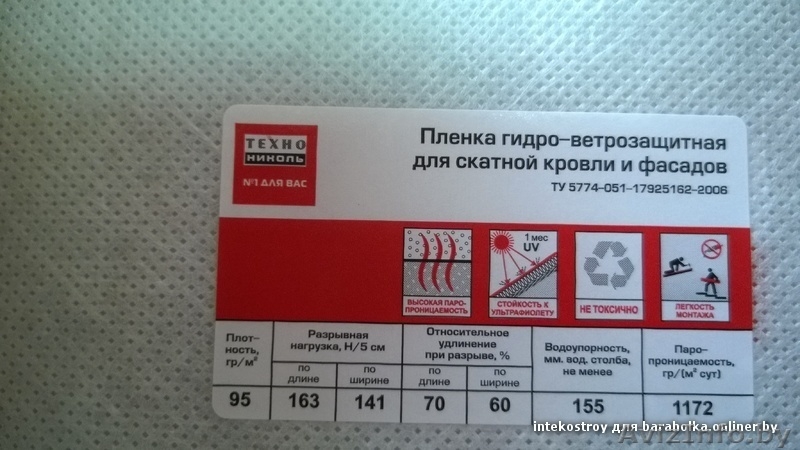 ТЕХНО
НИКОЛЬ
№1 ДЛЯ ВАС
Пленка гидро-ветрозащитная
для скатной кровли и фасадов
ТУ 5774-051-17925162-2006
ВЫСОКАЯ ПАРО-
ПРОНИЦАЕМОСТЬ
1 мес
UV
СТОЙКОСТЬ К
УЛЬТРАФИОЛЕТУ
НЕ ТОКСИЧНО
ЛЕГКОСТЬ
МОНТАЖА
Плот-
ность,
гр/м²
Разрывная
нагрузка, Н/5 см
по
длине
по
ширине
Относительное
удлинение
при разрыве, %
по
длине
по
ширине
Водоупорность,
мм. вод. столба,
не менее
Паро-
проницаемость,
гр/(м² сут)
95 163 141 70 60 155 1172
intekostroy для barabolka.onliner.by
AvizInfo.by